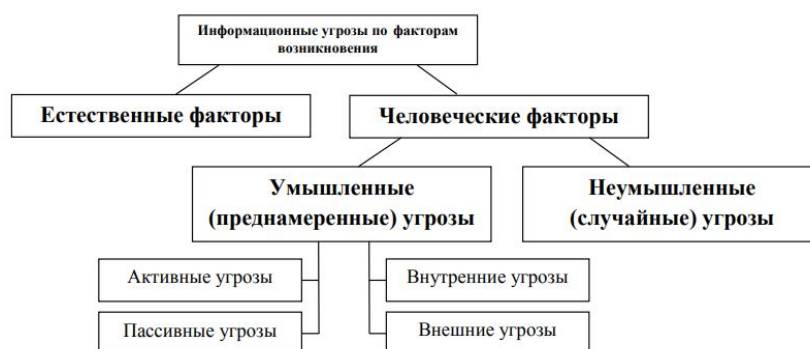 Информационные угрозы по факторам
возникновения
Естественные факторы
Человеческие факторы
Умышленные
(преднамеренные) угрозы
Неумышленные
(случайные) угрозы
Активные угрозы
Внутренние угрозы
Пассивные угрозы
Внешние угрозы